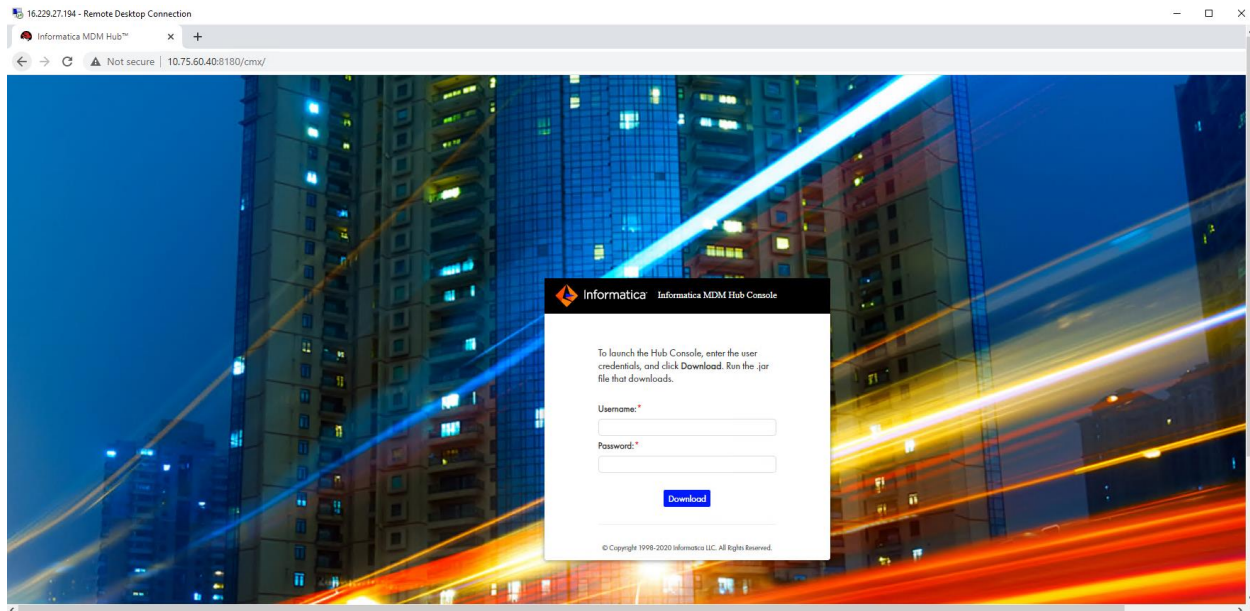 16.229.27.194 - Remote Desktop Connection
Informatica MDM Hub™
Not secure | 10.75.60.40:8180/cmx/
Informatica Informatica MDM Hub Console
To launch the Hub Console, enter the user
credentials, and click Download. Run the .jar
file that downloads.
Username:*
Password:*
Download
© Copyright 1998-2020 Informatica LLC. All Rights Reserved.